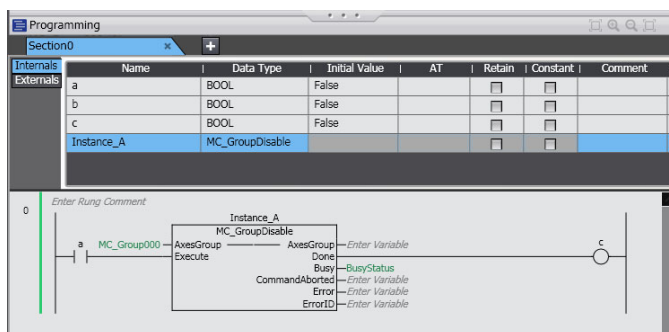 Programming
Section0 × +
Internals
Externals
Name Data Type Initial Value AT Retain Constant Comment
a BOOL False
b BOOL False
c BOOL False
Instance_A MC_GroupDisable
Enter Rung Comment
0
Instance_A
MC_GroupDisable
a MC_Group000 AxesGroup AxesGroup Enter Variable c
Execute Done
Busy BusyStatus
CommandAborted Enter Variable
Error Enter Variable
ErrorID Enter Variable